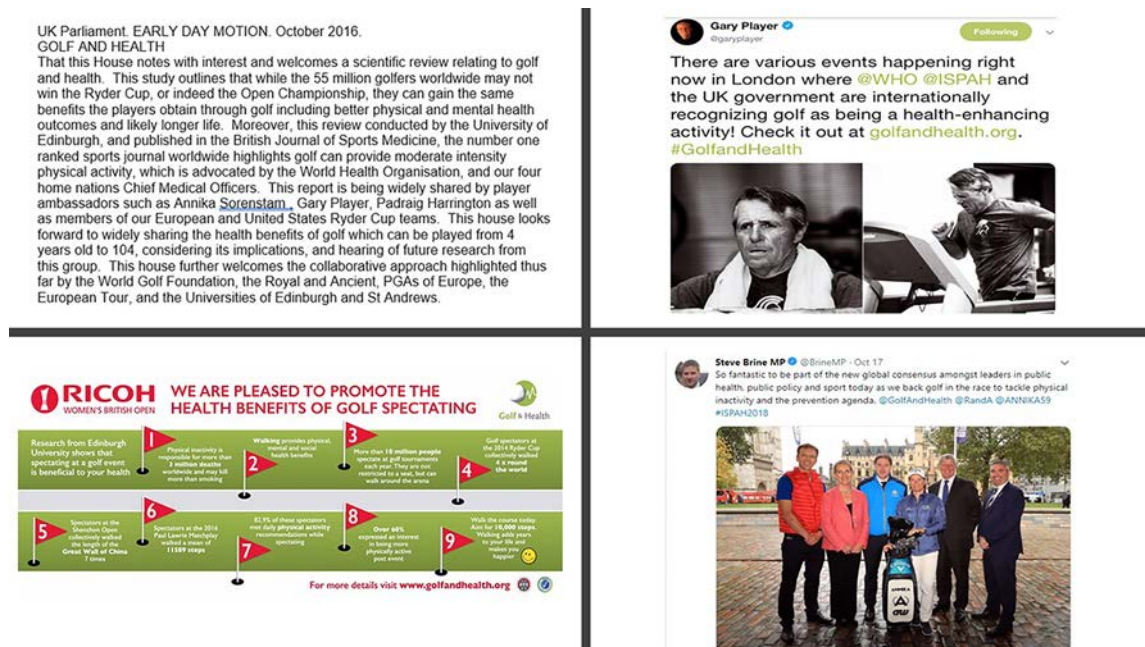 UK Parliament. EARLY DAY MOTION. October 2016.
GOLF AND HEALTH
That this House notes with interest and welcomes a scientific review relating to golf
and health. This study outlines that while the 55 million golfers worldwide may not
win the Ryder Cup, or indeed the Open Championship, they can gain the same
benefits the players obtain through golf including better physical and mental health
outcomes and likely longer life. Moreover, this review conducted by the University of
Edinburgh, and published in the British Journal of Sports Medicine, the number one
ranked sports journal worldwide highlights golf can provide moderate intensity
physical activity, which is advocated by the World Health Organisation, and our four
home nations Chief Medical Officers. This report is being widely shared by player
ambassadors such as Annika Sorenstam , Gary Player, Padraig Harrington as well
as members of our European and United States Ryder Cup teams. This house looks
forward to widely sharing the health benefits of golf which can be played from 4
years old to 104, considering its implications, and hearing of future research from
this group. This house further welcomes the collaborative approach highlighted thus
far by the World Golf Foundation, the Royal and Ancient, PGAs of Europe, the
European Tour, and the Universities of Edinburgh and St Andrews.
Gary Player
@garyplayer
Following
There are various events happening right
now in London where @WHO @ISPAH and
the UK government are internationally
recognizing golf as being a health-enhancing
activity! Check it out at golfandhealth.org.
#GolfandHealth
RICOH
WOMEN'S BRITISH OPEN
WE ARE PLEASED TO PROMOTE THE
HEALTH BENEFITS OF GOLF SPECTATING
Golf & Health
Research from Edinburgh
University shows that
spectating at a golf event
is beneficial to your health
1
Physical inactivity is
responsible for more than
3 million deaths
worldwide and may kill
more than smoking
2
Walking provides physical,
mental and social
health benefits
3
More than 10 million people
spectate at golf tournaments
each year. They are not
restricted to a seat, but can
walk around the arena
4
Golf spectators at
the 2014 Ryder Cup
collectively walked
4 x round
the world
5
Spectators at the
Shenzhen Open
collectively walked
the length of the
Great Wall of China
7 times
6
Spectators at the 2016
Paul Lawrie Matchplay
walked a mean of
11589 steps
7
82.9% of these spectators
met daily physical activity
recommendations while
spectating
8
Over 60%
expressed an interest
in being more
physically active
post event
9
Walk the course today.
Aim for 10,000 steps.
Walking adds years
to your life and
makes you
happier
For more details visit www.golfandhealth.org
Steve Brine MP @BrineMP · Oct 17
So fantastic to be part of the new global consensus amongst leaders in public
health, public policy and sport today as we back golf in the race to tackle physical
inactivity and the prevention agenda. @GolfAndHealth @RandA @ANNIKA59
#ISPAH2018
ANNIKA